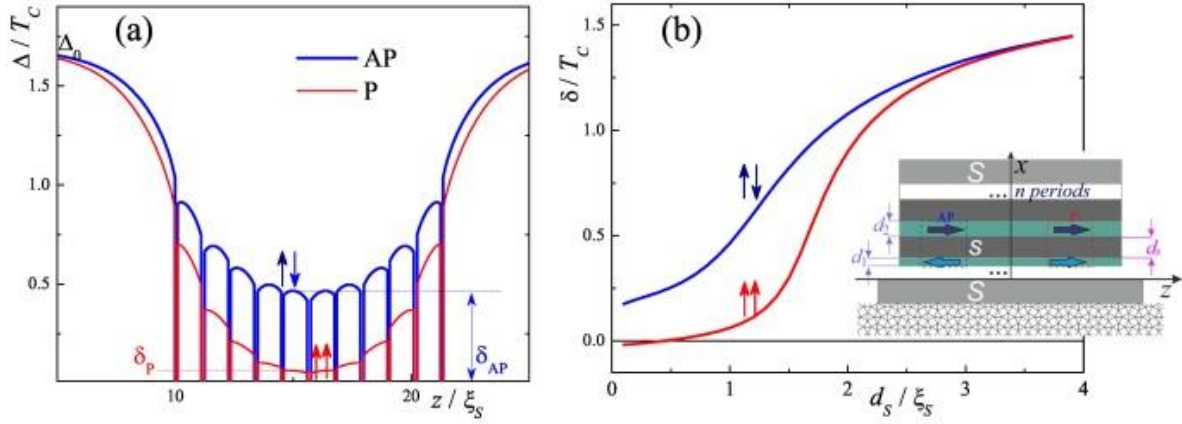 (a)
Δ / T_C
Δ_0
AP
P
1.5
1.0
0.5
δ_P
δ_AP
10
20
z / ξ_S
(b)
δ / T_C
1.5
1.0
0.5
0.0
0
1
2
3
4
d_s / ξ_S
S
x
... n periods
AP
P
d_2
s
d_s
d_1
...
z
S